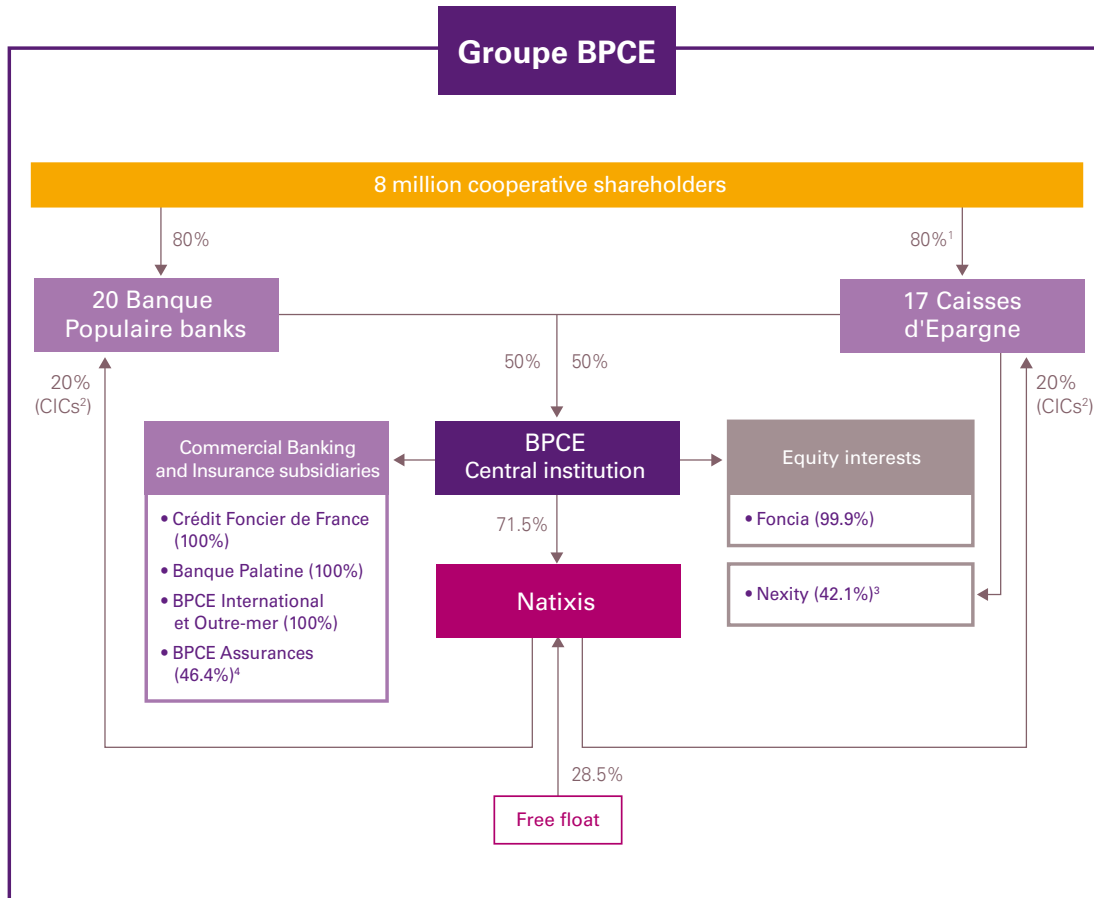 Groupe BPCE
8 million cooperative shareholders
80%
80%¹
20 Banque
Populaire banks
17 Caisses
d'Epargne
50%
50%
20%
(CICs²)
20%
(CICs²)
Commercial Banking
and Insurance subsidiaries
BPCE
Central institution
Equity interests
• Crédit Foncier de France
(100%)
• Banque Palatine (100%)
• BPCE International
et Outre-mer (100%)
• BPCE Assurances
(46.4%)⁴
71.5%
• Foncia (99.9%)
Natixis
• Nexity (42.1%)³
28.5%
Free float